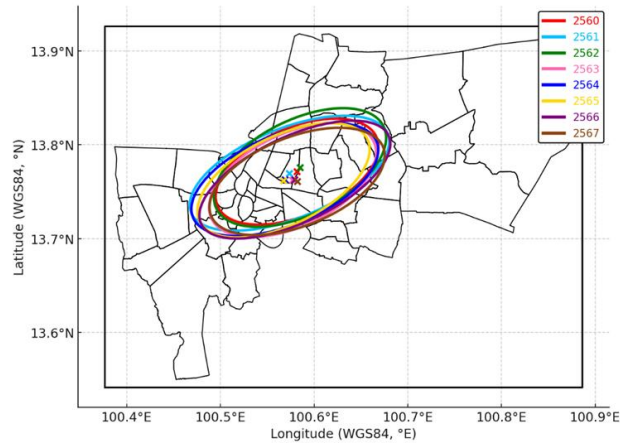 2560
2561
2562
2563
2564
2565
2566
2567
13.9°N
13.8°N
13.7°N
13.6°N
Latitude (WGS84, °N)
100.4°E 100.5°E 100.6°E 100.7°E 100.8°E 100.9°E
Longitude (WGS84, °E)